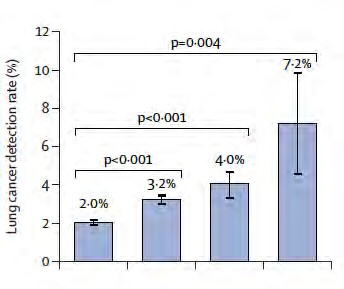 Lung cancer detection rate (%)
12
10
8
6
4
2
0
p=0·004
p<0·001
p<0·001
2·0%
3·2%
4·0%
7·2%